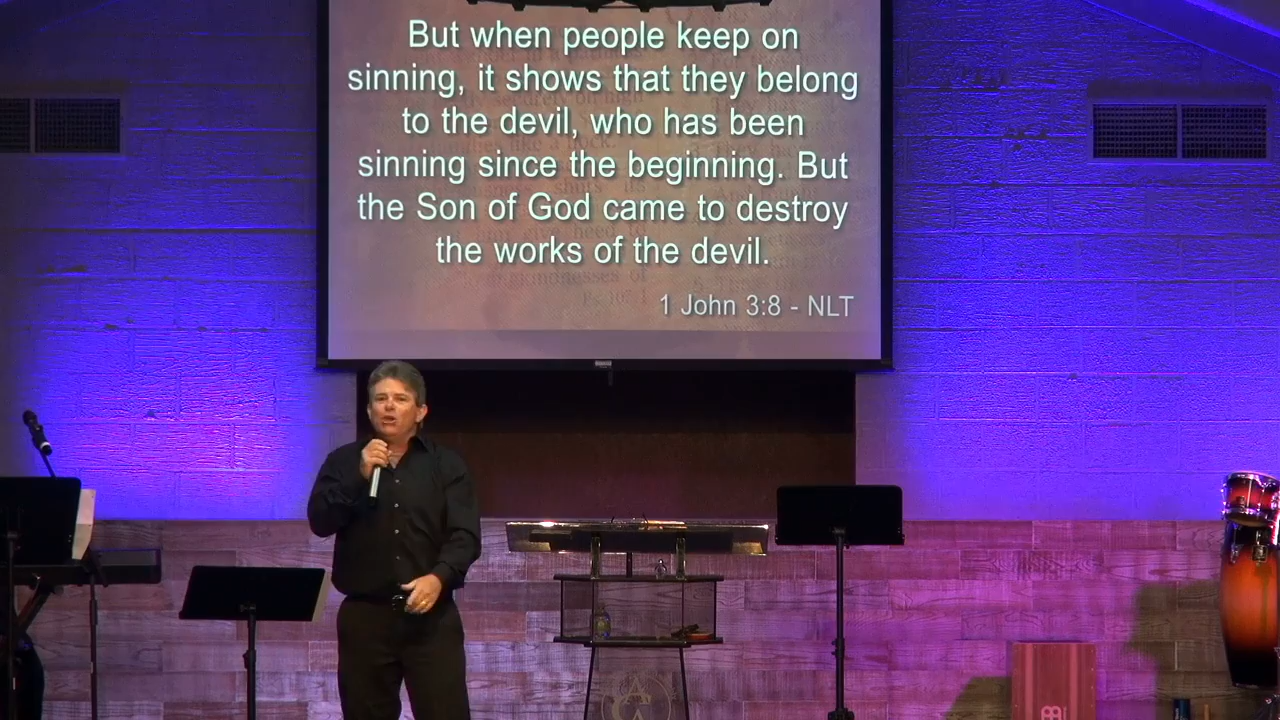 But when people keep on
sinning, it shows that they belong
to the devil, who has been
sinning since the beginning. But
the Son of God came to destroy
the works of the devil.
1 John 3:8 - NLT